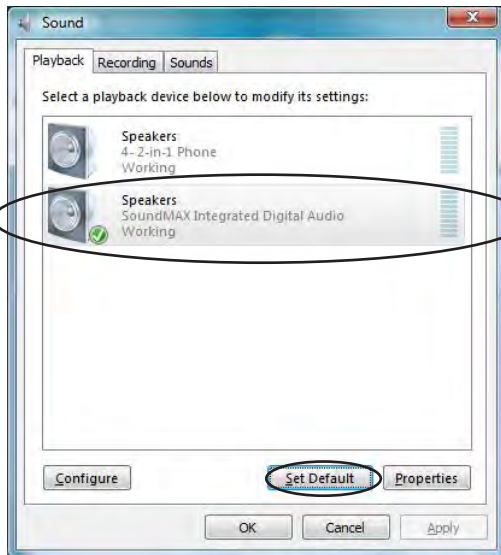 Sound
Playback Recording Sounds
Select a playback device below to modify its settings:
Speakers
4- 2-in-1 Phone
Working
Speakers
SoundMAX Integrated Digital Audio
Working
Configure Set Default Properties
OK Cancel Apply